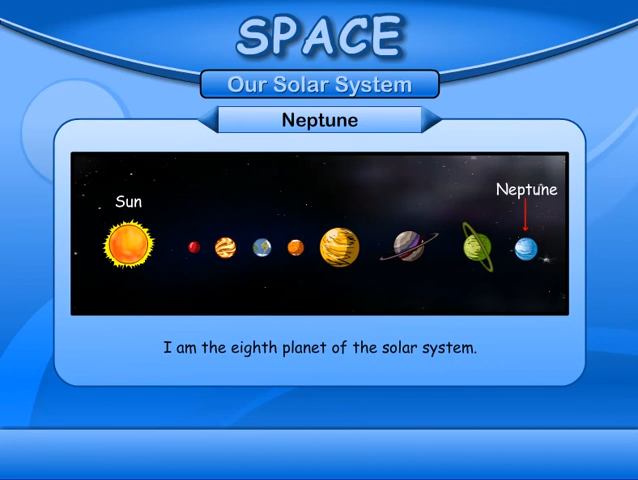 SPACE
Our Solar System
Neptune
Sun
Neptune
I am the eighth planet of the solar system.